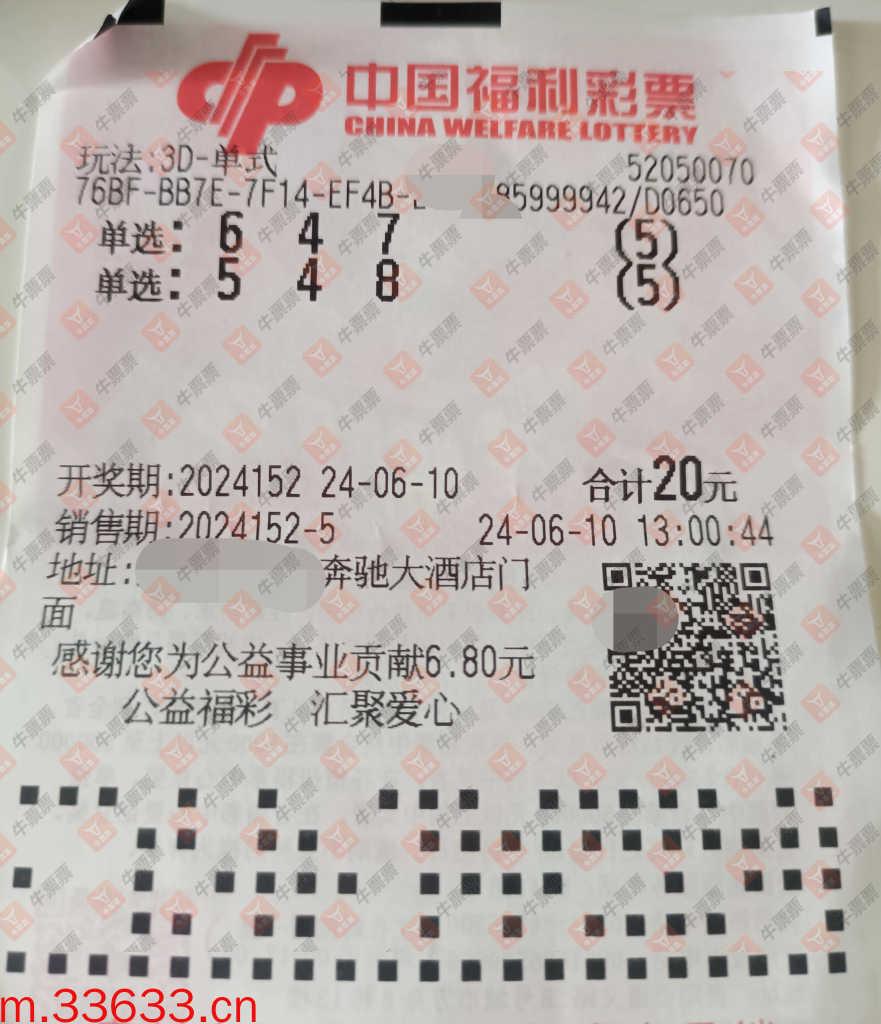 中国福利彩票
CHINA WELFARE LOTTERY
玩法:3D-单式 52050070
76BF-BB7E-7F14-EF4B- 95999942/D0650
单选: 6 4 7 (5)
单选: 5 4 8 (5)
开奖期:2024152 24-06-10 合计20元
销售期:2024152-5 24-06-10 13:00:44
地址: 奔驰大酒店门
面
感谢您为公益事业贡献6.80元
公益福彩 汇聚爱心
牛票票
m.33633.cn